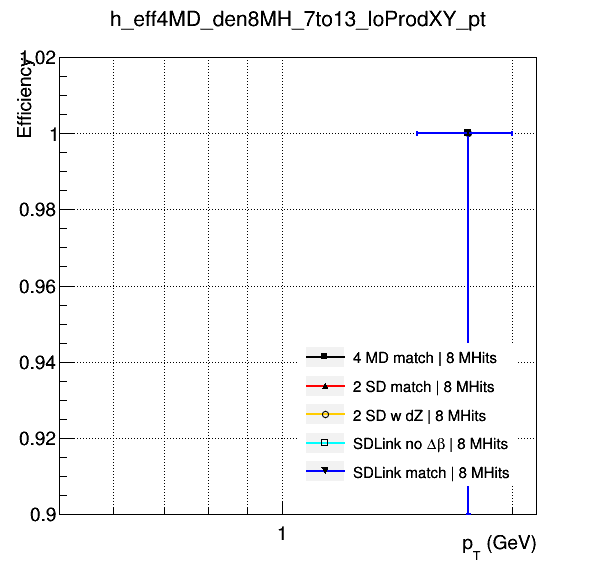 h_eff4MD_den8MH_7to13_loProdXY_pt
Efficiency
1.02
1
0.98
0.96
0.94
0.92
0.9
4 MD match | 8 MHits
2 SD match | 8 MHits
2 SD w dZ | 8 MHits
SDLink no Δβ | 8 MHits
SDLink match | 8 MHits
1
p_T (GeV)